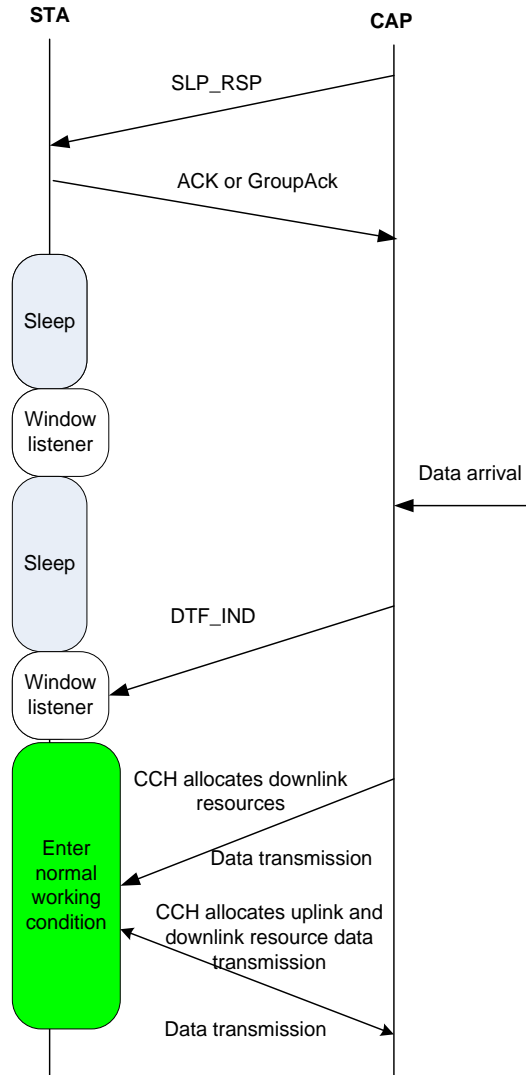 STA
CAP
SLP_RSP
ACK or GroupAck
Sleep
Window
listener
Data arrival
Sleep
DTF_IND
Window
listener
CCH allocates downlink
resources
Data transmission
Enter
normal
working
condition
CCH allocates uplink and
downlink resource data
transmission
Data transmission